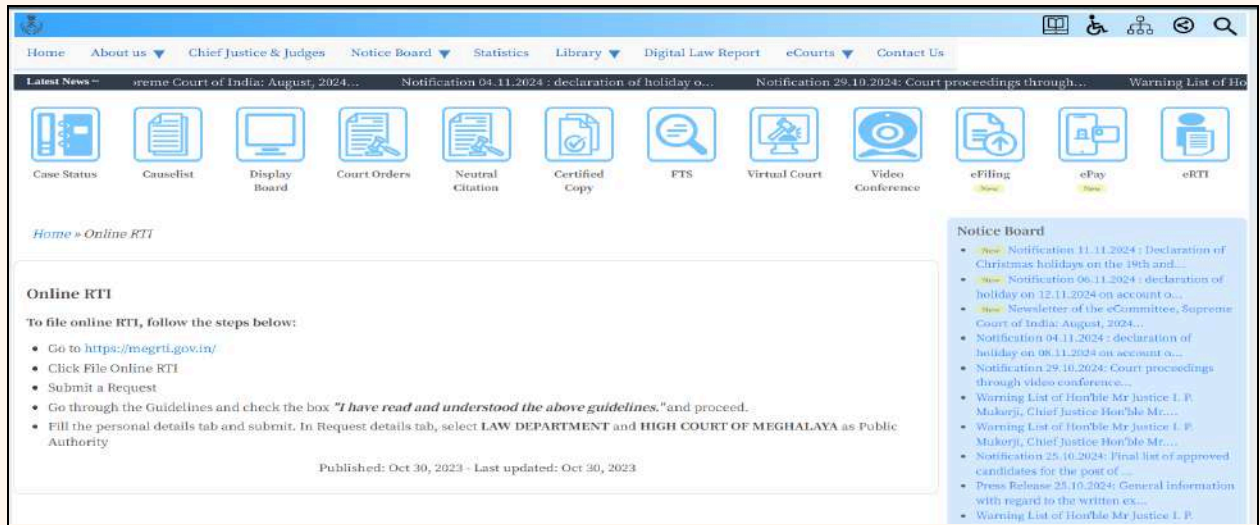 Home About us ▼ Chief Justice & Judges Notice Board ▼ Statistics Library ▼ Digital Law Report eCourts ▼ Contact Us
Latest News ~ preme Court of India: August, 2024... Notification 04.11.2024 : declaration of holiday o... Notification 29.10.2024: Court proceedings through... Warning List of Ho
Case Status
Causelist
Display
Board
Court Orders
Neutral
Citation
Certified
Copy
FTS
Virtual Court
Video
Conference
eFiling
New
ePay
New
eRTI
Home » Online RTI
Online RTI
To file online RTI, follow the steps below:
• Go to https://megrti.gov.in/
• Click File Online RTI
• Submit a Request
• Go through the Guidelines and check the box "I have read and understood the above guidelines."and proceed.
• Fill the personal details tab and submit. In Request details tab, select LAW DEPARTMENT and HIGH COURT OF MEGHALAYA as Public
Authority
Published: Oct 30, 2023 - Last updated: Oct 30, 2023
Notice Board
• New Notification 11.11.2024 : Declaration of
Christmas holidays on the 19th and...
• New Notification 06.11.2024 : declaration of
holiday on 12.11.2024 on account o...
• New Newsletter of the eCommittee, Supreme
Court of India: August, 2024...
• Notification 04.11.2024 : declaration of
holiday on 08.11.2024 on account o...
• Notification 29.10.2024: Court proceedings
through video conference...
• Warning List of Hon'ble Mr Justice I. P.
Mukerji, Chief Justice Hon'ble Mr....
• Warning List of Hon'ble Mr Justice I. P.
Mukerji, Chief Justice Hon'ble Mr....
• Notification 25.10.2024: Final list of approved
candidates for the post of ...
• Press Release 25.10.2024: General information
with regard to the written ex...
• Warning List of Hon'ble Mr Justice I. P.